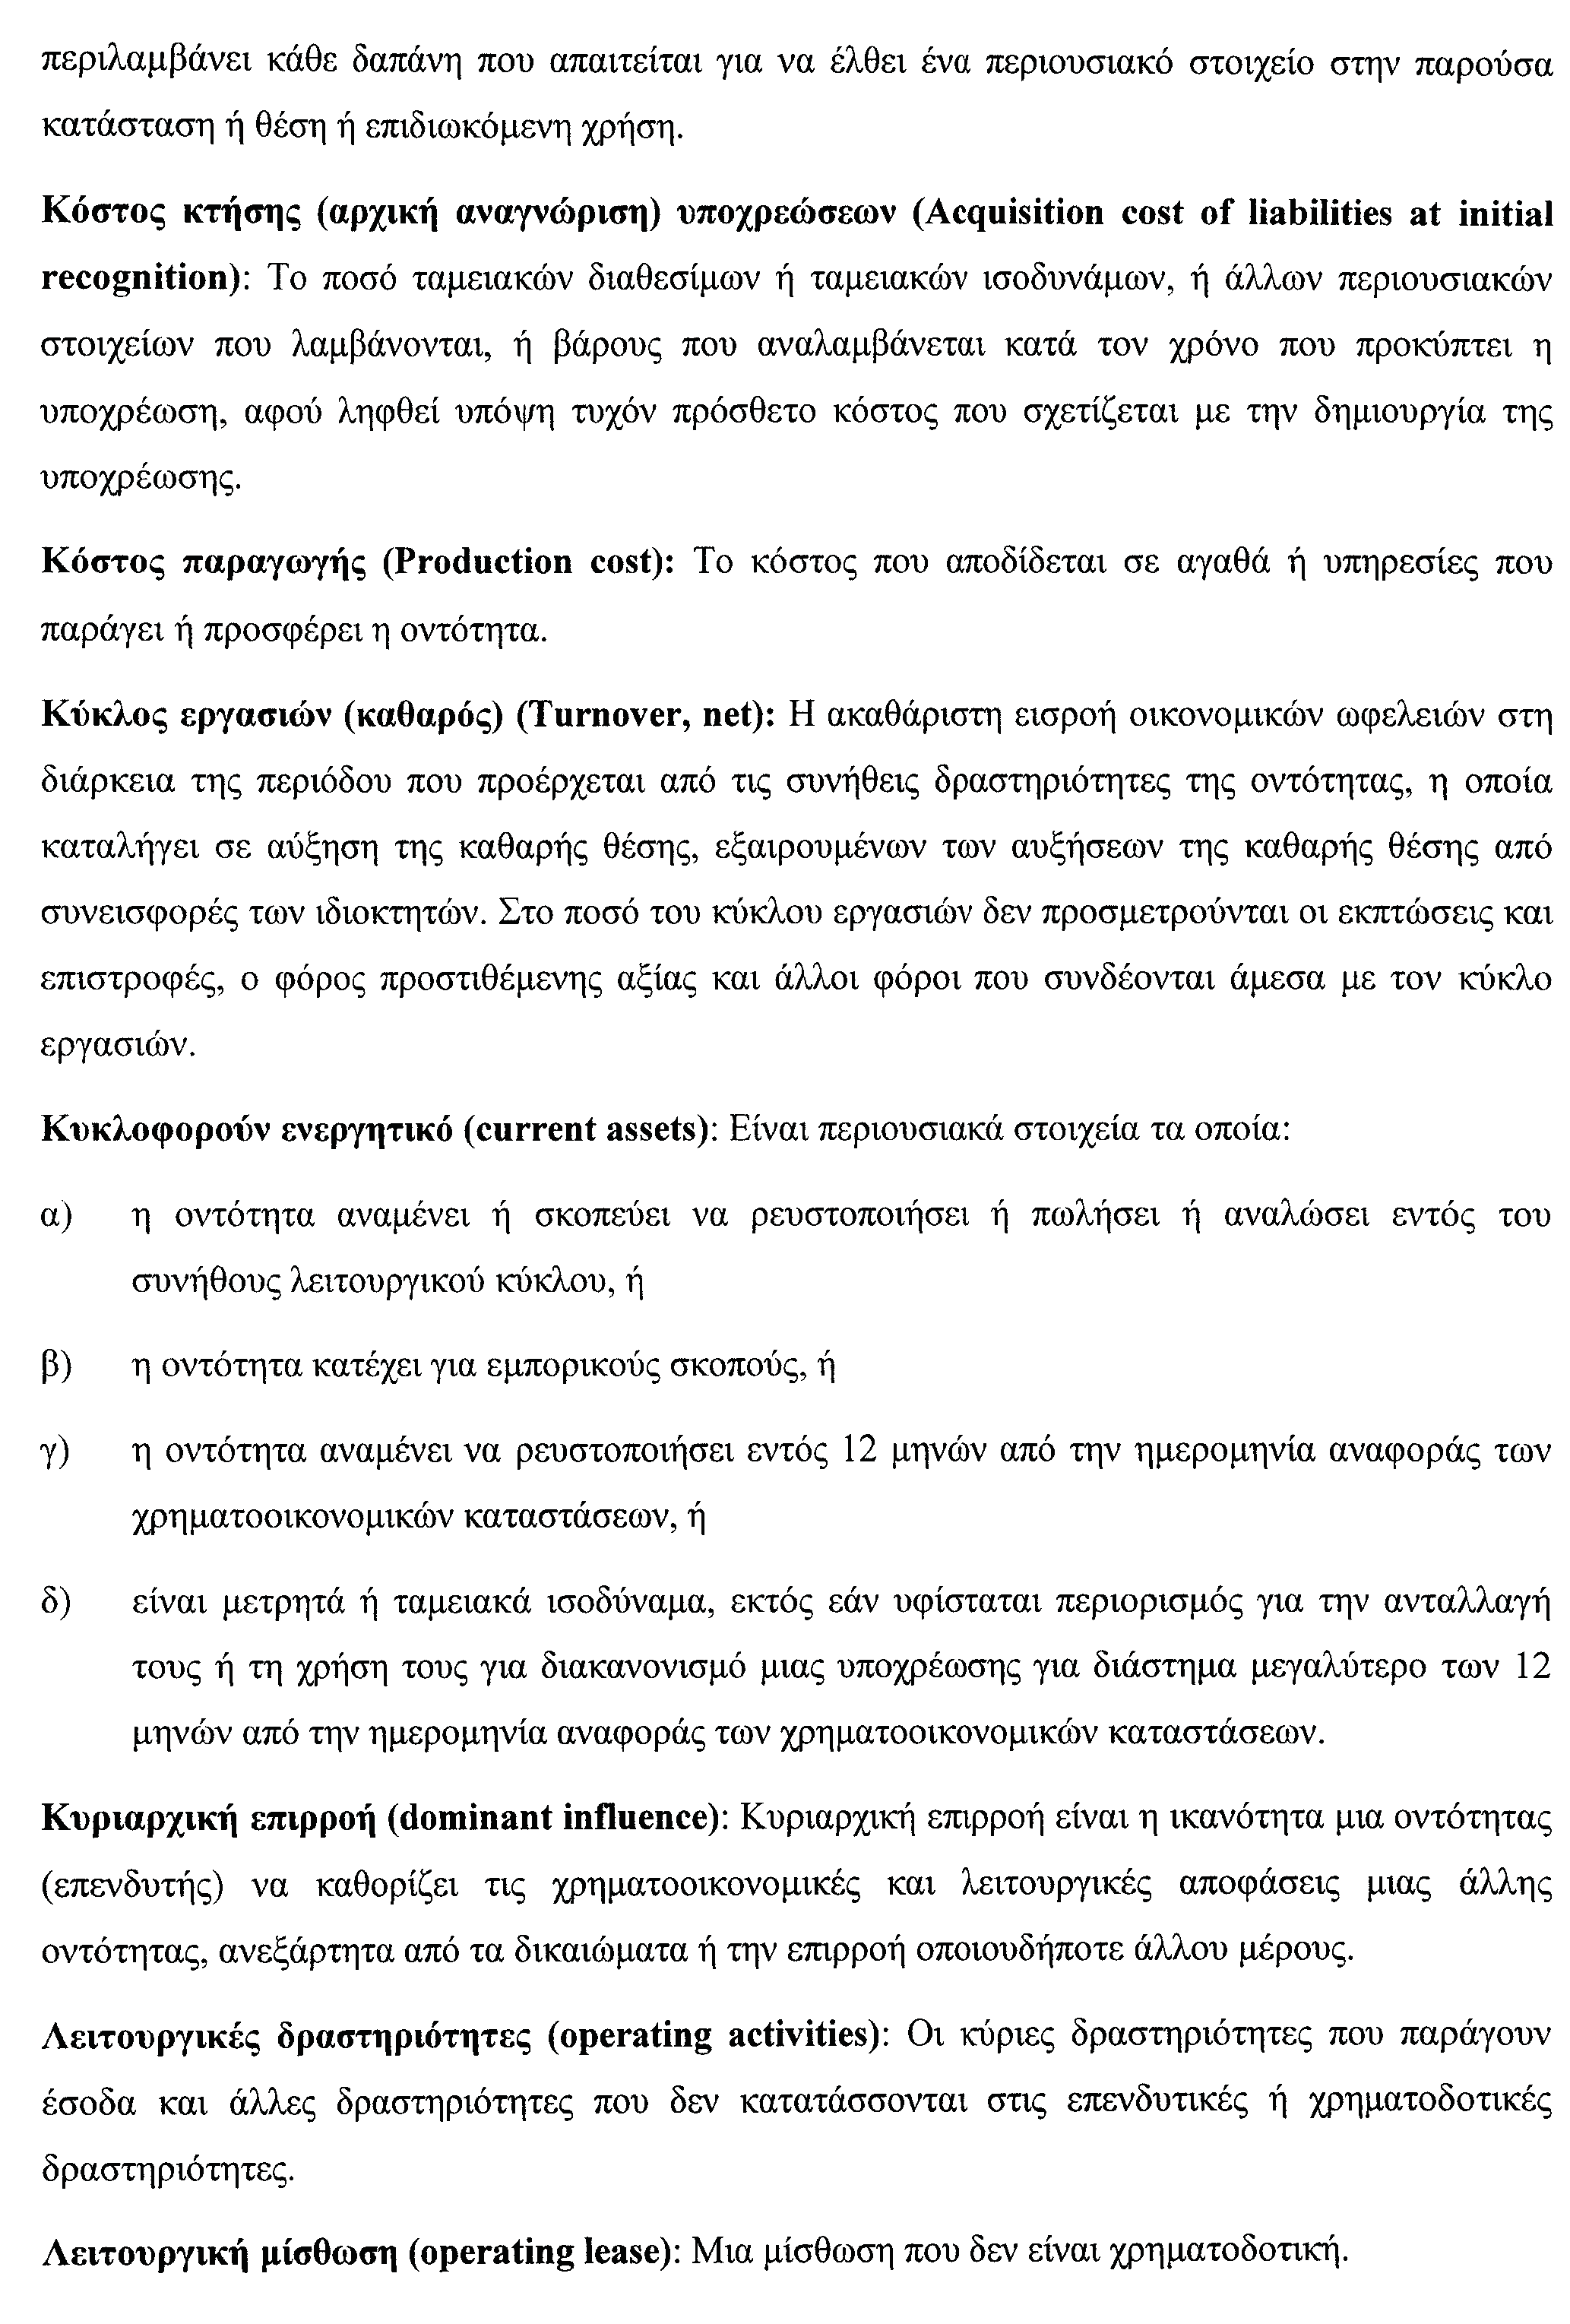 περιλαμβάνει κάθε δαπάνη που απαιτείται για να έλθει ένα περιουσιακό στοιχείο στην παρούσα
κατάσταση ή θέση ή επιδιωκόμενη χρήση.
Κόστος κτήσης (αρχική αναγνώριση) υποχρεώσεων (Acquisition cost of liabilities at initial
recognition): Το ποσό ταμειακών διαθεσίμων ή ταμειακών ισοδυνάμων, ή άλλων περιουσιακών
στοιχείων που λαμβάνονται, ή βάρους που αναλαμβάνεται κατά τον χρόνο που προκύπτει η
υποχρέωση, αφού ληφθεί υπόψη τυχόν πρόσθετο κόστος που σχετίζεται με την δημιουργία της
υποχρέωσης.
Κόστος παραγωγής (Production cost): Το κόστος που αποδίδεται σε αγαθά ή υπηρεσίες που
παράγει ή προσφέρει η οντότητα.
Κύκλος εργασιών (καθαρός) (Turnover, net): Η ακαθάριστη εισροή οικονομικών ωφελειών στη
διάρκεια της περιόδου που προέρχεται από τις συνήθεις δραστηριότητες της οντότητας, η οποία
καταλήγει σε αύξηση της καθαρής θέσης, εξαιρουμένων των αυξήσεων της καθαρής θέσης από
συνεισφορές των ιδιοκτητών. Στο ποσό του κύκλου εργασιών δεν προσμετρούνται οι εκπτώσεις και
επιστροφές, ο φόρος προστιθέμενης αξίας και άλλοι φόροι που συνδέονται άμεσα με τον κύκλο
εργασιών.
Κυκλοφορούν ενεργητικό (current assets): Είναι περιουσιακά στοιχεία τα οποία:
α) η οντότητα αναμένει ή σκοπεύει να ρευστοποιήσει ή πωλήσει ή αναλώσει εντός του
συνήθους λειτουργικού κύκλου, ή
β) η οντότητα κατέχει για εμπορικούς σκοπούς, ή
γ) η οντότητα αναμένει να ρευστοποιήσει εντός 12 μηνών από την ημερομηνία αναφοράς των
χρηματοοικονομικών καταστάσεων, ή
δ) είναι μετρητά ή ταμειακά ισοδύναμα, εκτός εάν υφίσταται περιορισμός για την ανταλλαγή
τους ή τη χρήση τους για διακανονισμό μιας υποχρέωσης για διάστημα μεγαλύτερο των 12
μηνών από την ημερομηνία αναφοράς των χρηματοοικονομικών καταστάσεων.
Κυριαρχική επιρροή (dominant influence): Κυριαρχική επιρροή είναι η ικανότητα μια οντότητας
(επενδυτής) να καθορίζει τις χρηματοοικονομικές και λειτουργικές αποφάσεις μιας άλλης
οντότητας, ανεξάρτητα από τα δικαιώματα ή την επιρροή οποιουδήποτε άλλου μέρους.
Λειτουργικές δραστηριότητες (operating activities): Οι κύριες δραστηριότητες που παράγουν
έσοδα και άλλες δραστηριότητες που δεν κατατάσσονται στις επενδυτικές ή χρηματοδοτικές
δραστηριότητες.
Λειτουργική μίσθωση (operating lease): Μια μίσθωση που δεν είναι χρηματοδοτική.